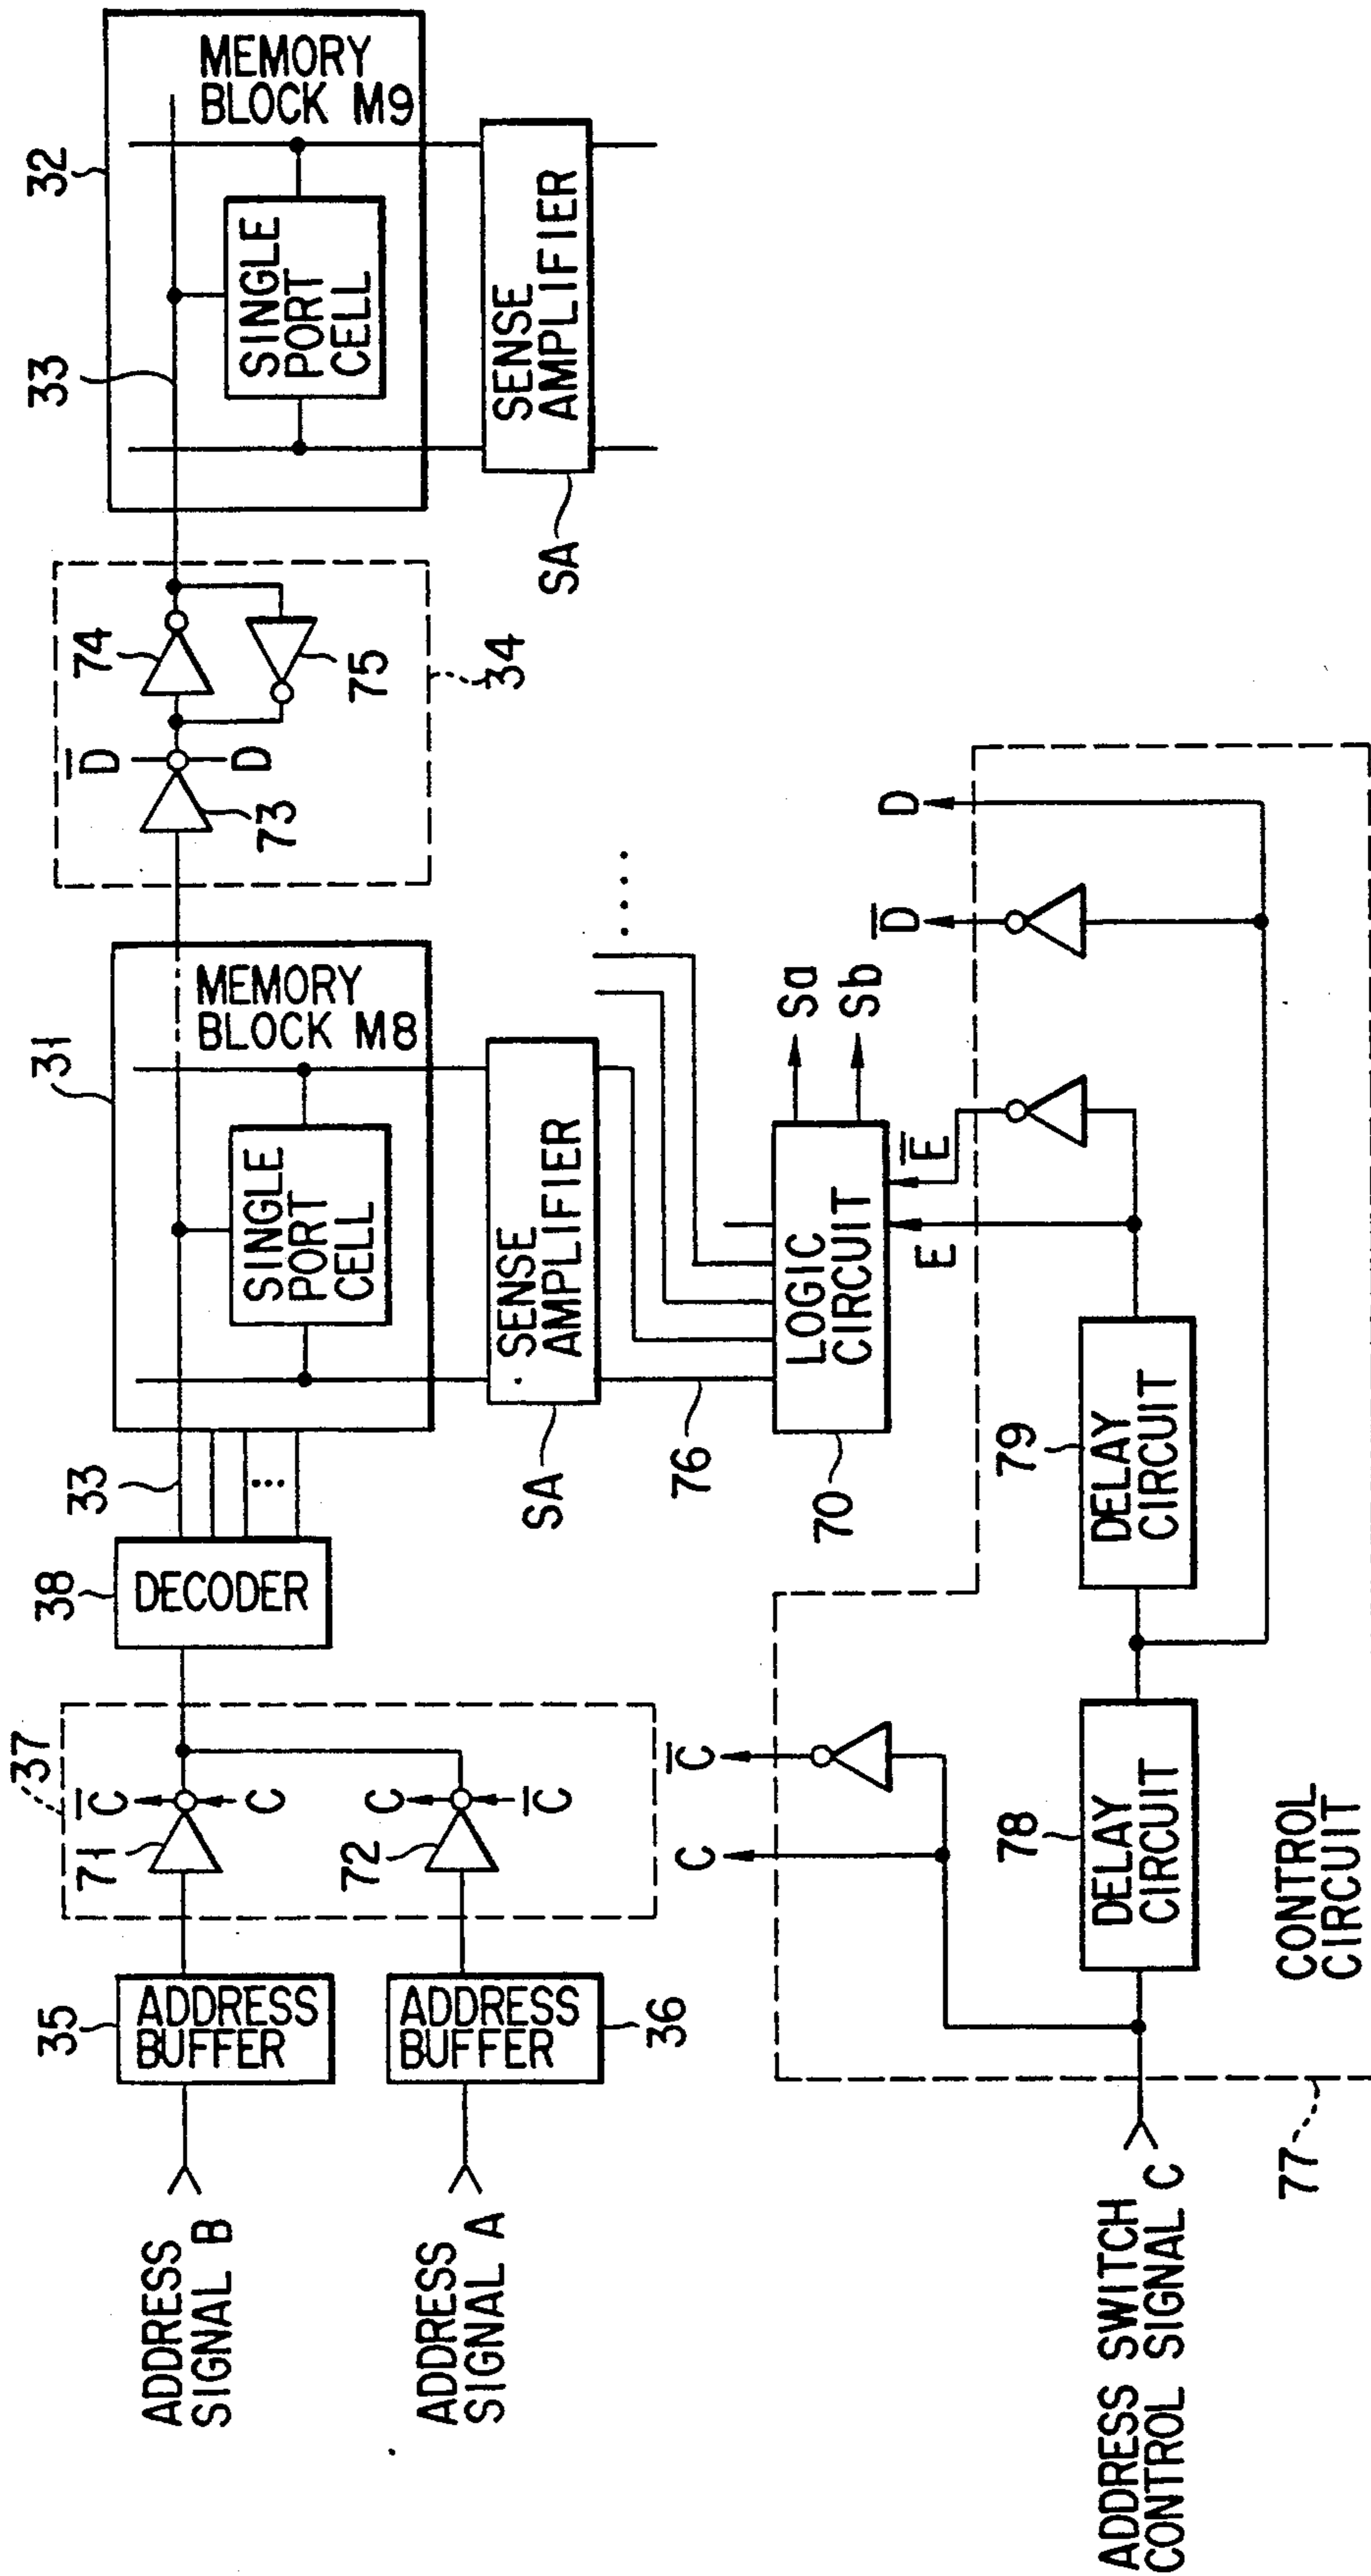 ADDRESS
SIGNAL B
35
ADDRESS
BUFFER
ADDRESS
SIGNAL A
ADDRESS
BUFFER
36
37
71
C̅
C
72
C
C̅
38
DECODER
33
31
MEMORY
BLOCK M8
SINGLE
PORT
CELL
SENSE
AMPLIFIER
SA
76
73
D̅
D
74
75
34
33
32
MEMORY
BLOCK M9
SINGLE
PORT
CELL
SENSE
AMPLIFIER
SA
70
LOGIC
CIRCUIT
Sa
Sb
E
E̅
C
C̅
D̅
D
ADDRESS SWITCH
CONTROL SIGNAL C
77
78
DELAY
CIRCUIT
79
DELAY
CIRCUIT
CONTROL
CIRCUIT